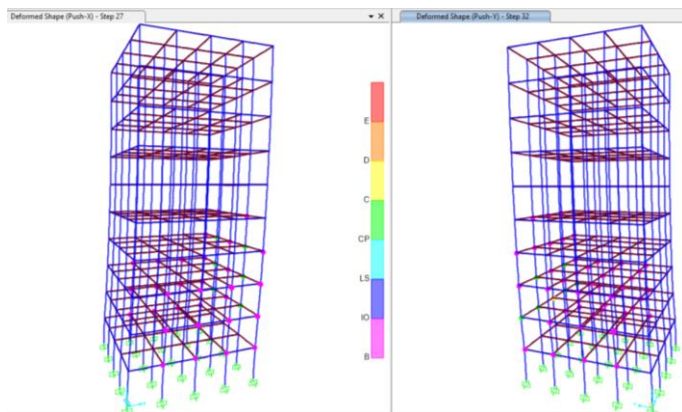 Deformed Shape (Push-X) - Step 27
Deformed Shape (Push-Y) - Step 32
E
D
C
CP
LS
IO
B